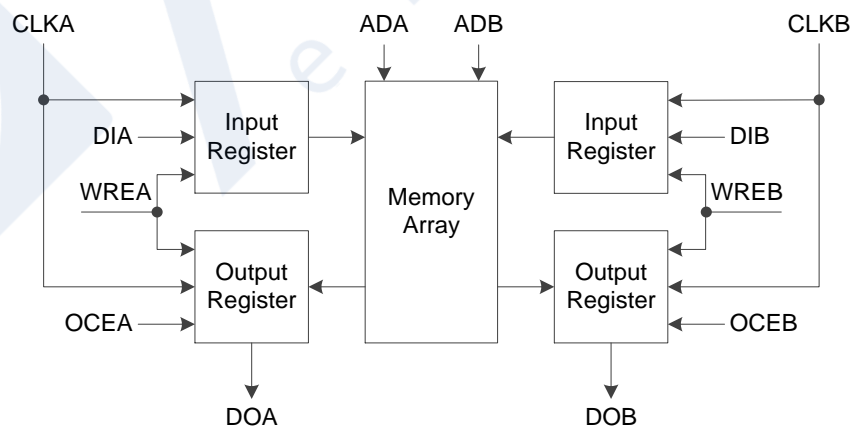 CLKA
ADA
ADB
CLKB
Input
Register
Input
Register
DIA
DIB
Memory
Array
WREA
WREB
Output
Register
Output
Register
OCEA
OCEB
DOA
DOB